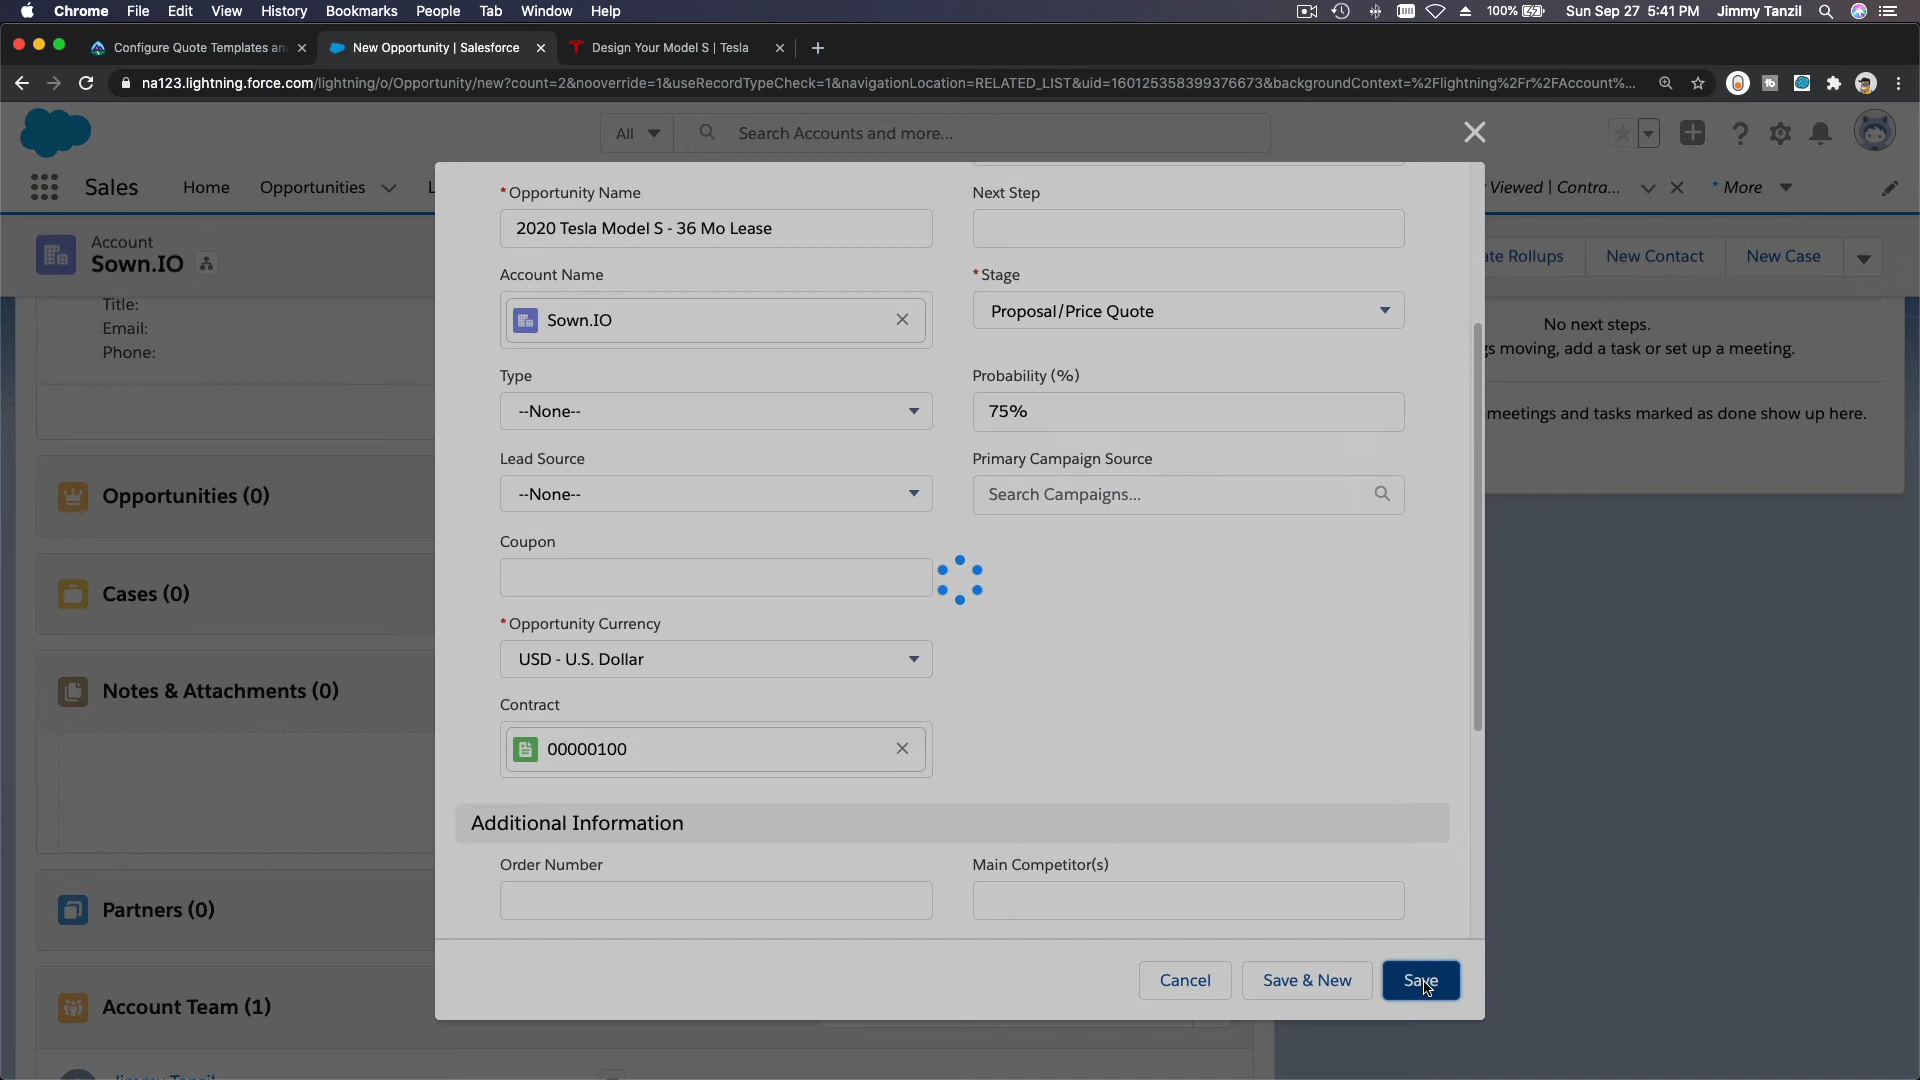 Chrome File Edit View History Bookmarks People Tab Window Help 100% Sun Sep 27 5:41 PM Jimmy Tanzil
Configure Quote Templates an
New Opportunity | Salesforce
Design Your Model S | Tesla
na123.lightning.force.com/lightning/o/Opportunity/new?count=2&nooverride=1&useRecordTypeCheck=1&navigationLocation=RELATED_LIST&uid=160125358399376673&backgroundContext=%2Flightning%2Fr%2FAccount%...
All Search Accounts and more...
Sales Home Opportunities
Viewed | Contra... * More
Account
Sown.IO
ate Rollups New Contact New Case
Title:
Email:
Phone:
Opportunities (0)
Cases (0)
Notes & Attachments (0)
Partners (0)
Account Team (1)
*Opportunity Name
2020 Tesla Model S - 36 Mo Lease
Next Step
Account Name
Sown.IO
*Stage
Proposal/Price Quote
Type
--None--
Probability (%)
75%
Lead Source
--None--
Primary Campaign Source
Search Campaigns...
Coupon
*Opportunity Currency
USD - U.S. Dollar
Contract
00000100
Additional Information
Order Number
Main Competitor(s)
Cancel Save & New Save
No next steps.
gs moving, add a task or set up a meeting.
meetings and tasks marked as done show up here.